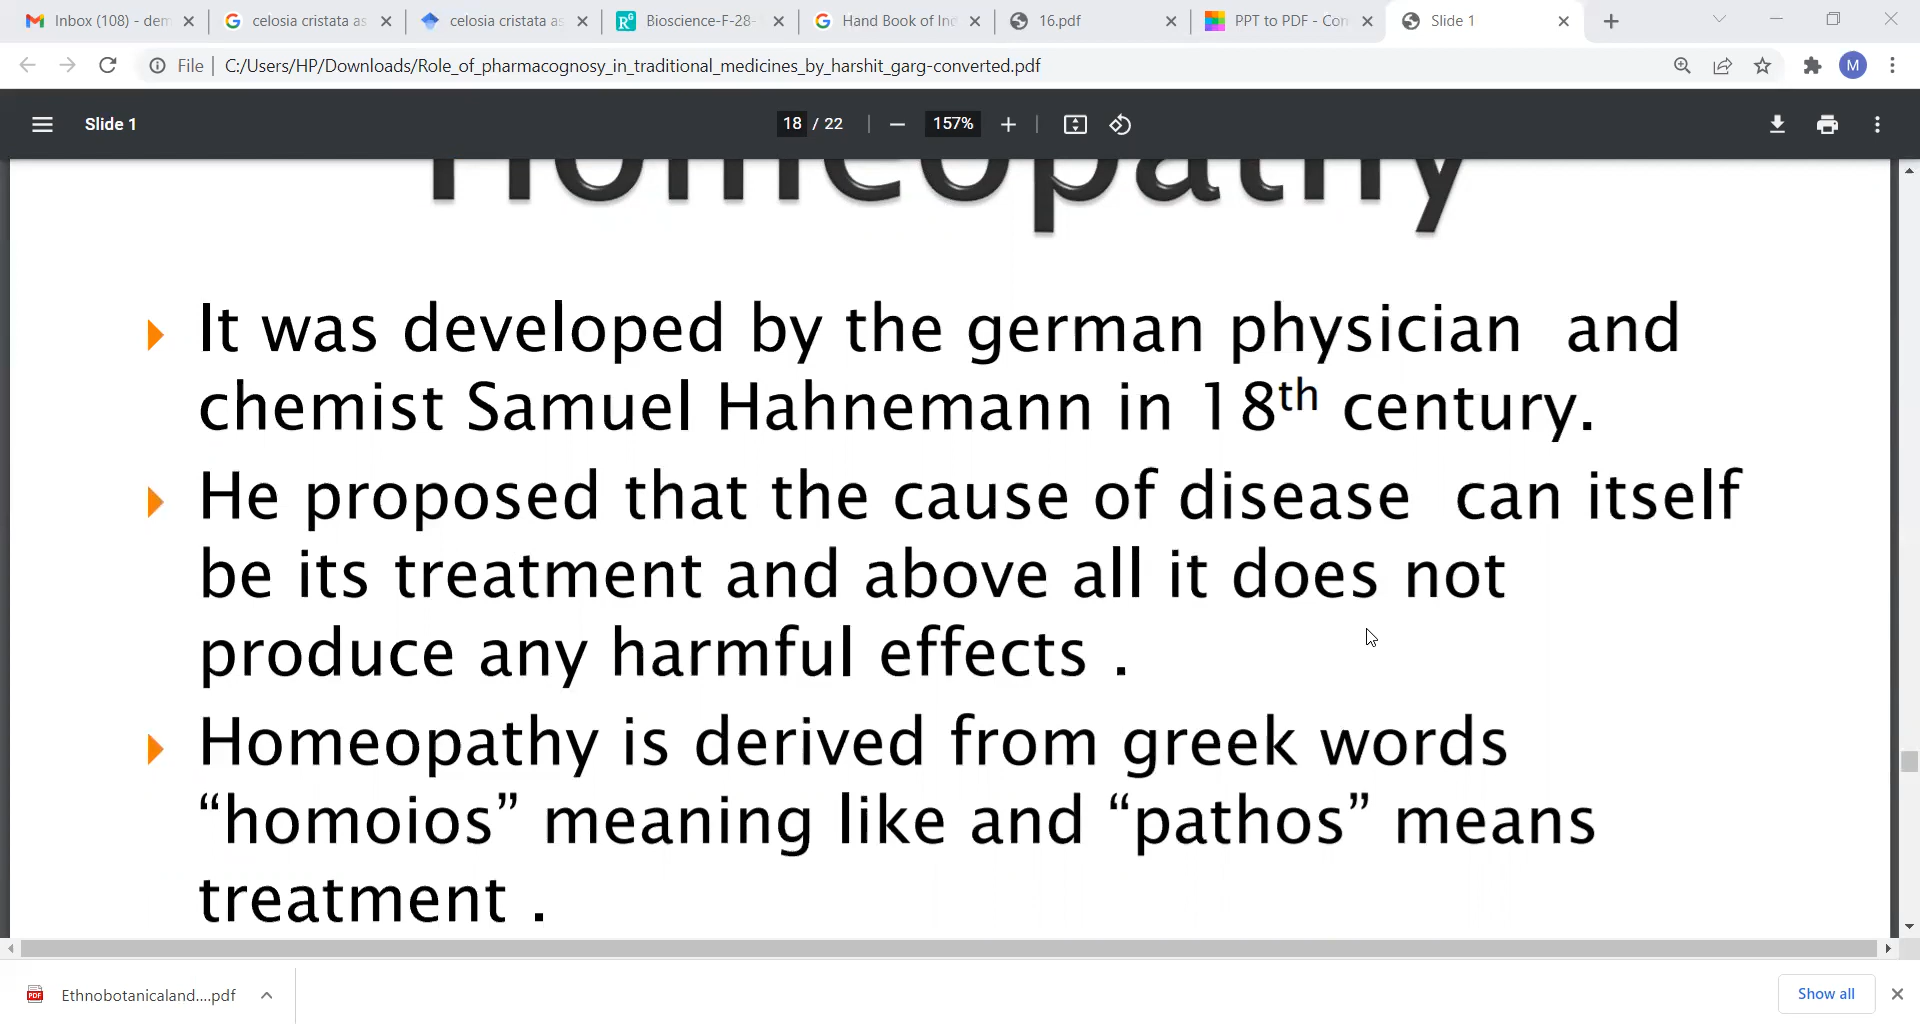 Inbox (108) - dem
celosia cristata as
celosia cristata as
Bioscience-F-28-
Hand Book of Ind
16.pdf
PPT to PDF - Con
Slide 1
File
C:/Users/HP/Downloads/Role_of_pharmacognosy_in_traditional_medicines_by_harshit_garg-converted.pdf
M
Slide 1
18 / 22
157%
Homeopathy
It was developed by the german physician and
chemist Samuel Hahnemann in 18th century.
He proposed that the cause of disease can itself
be its treatment and above all it does not
produce any harmful effects .
Homeopathy is derived from greek words
“homoios” meaning like and “pathos” means
treatment .
PDF
Ethnobotanicaland....pdf
Show all